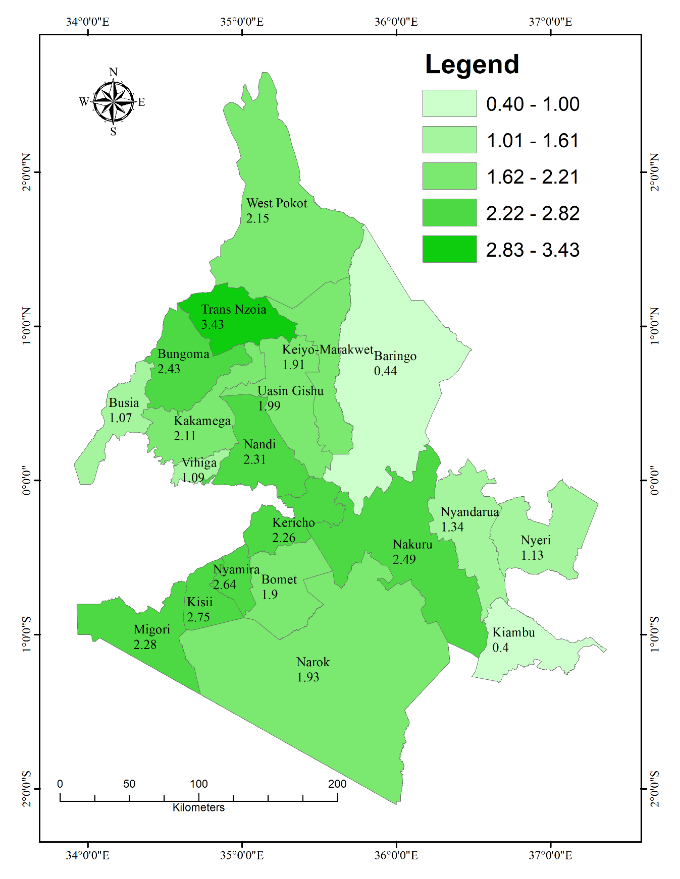 34°0'0"E 35°0'0"E 36°0'0"E 37°0'0"E
Legend
0.40 - 1.00
1.01 - 1.61
1.62 - 2.21
2.22 - 2.82
2.83 - 3.43
N
W E
S
2°0'0"N 2°0'0"N
West Pokot
2.15
1°0'0"N 1°0'0"N
Trans Nzoia
3.43
Bungoma
2.43
Keiyo-Marakwet
1.91
Baringo
0.44
Uasin Gishu
1.99
Busia
1.07
Kakamega
2.11
Nandi
2.31
Vihiga
1.09
0°0'0" 0°0'0"
Kericho
2.26
Nyandarua
1.34
Nyeri
1.13
Nakuru
2.49
Nyamira
2.64
Bomet
1.9
Kisii
2.75
Migori
2.28
Kiambu
0.4
1°0'0"S 1°0'0"S
Narok
1.93
2°0'0"S 2°0'0"S
0 50 100 200
Kilometers
34°0'0"E 35°0'0"E 36°0'0"E 37°0'0"E